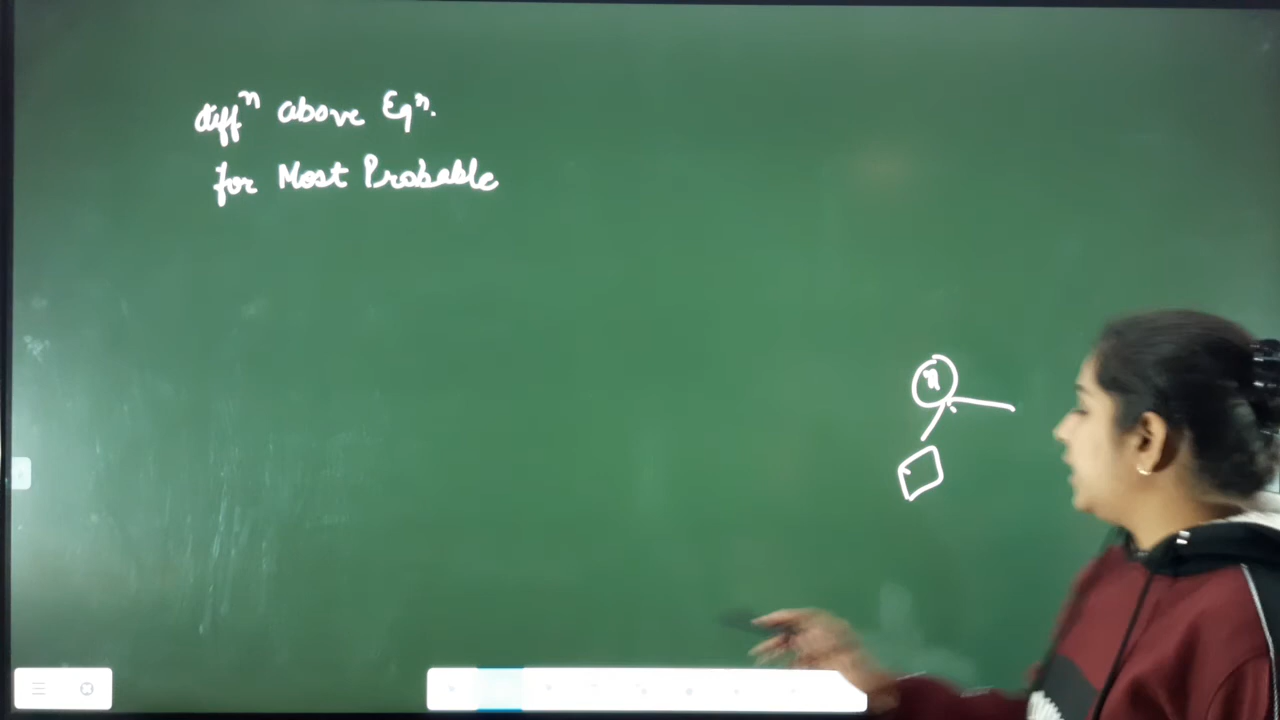 diffⁿ above Eqⁿ.
for Most Probable
η